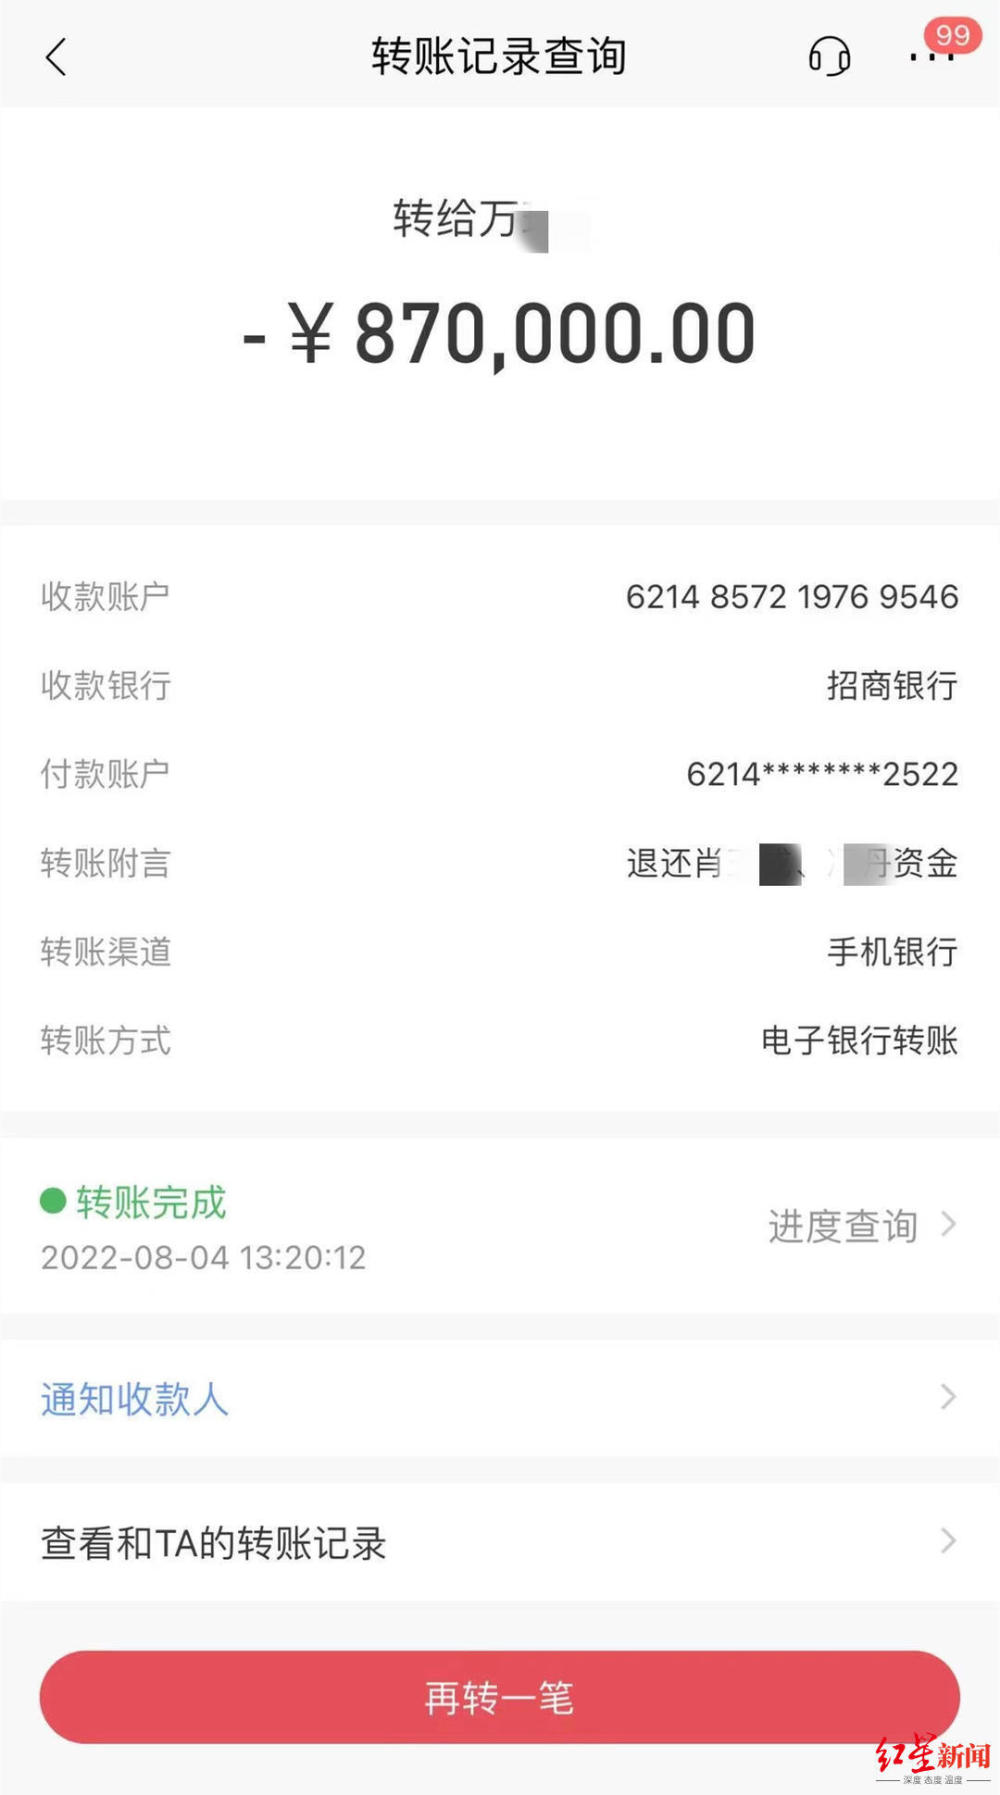 转账记录查询
99
转给万
-￥870,000.00
收款账户 6214 8572 1976 9546
收款银行 招商银行
付款账户 6214********2522
转账附言 退还肖、丹资金
转账渠道 手机银行
转账方式 电子银行转账
转账完成
2022-08-04 13:20:12
进度查询
通知收款人
查看和TA的转账记录
再转一笔
红星新闻
深度 态度 温度